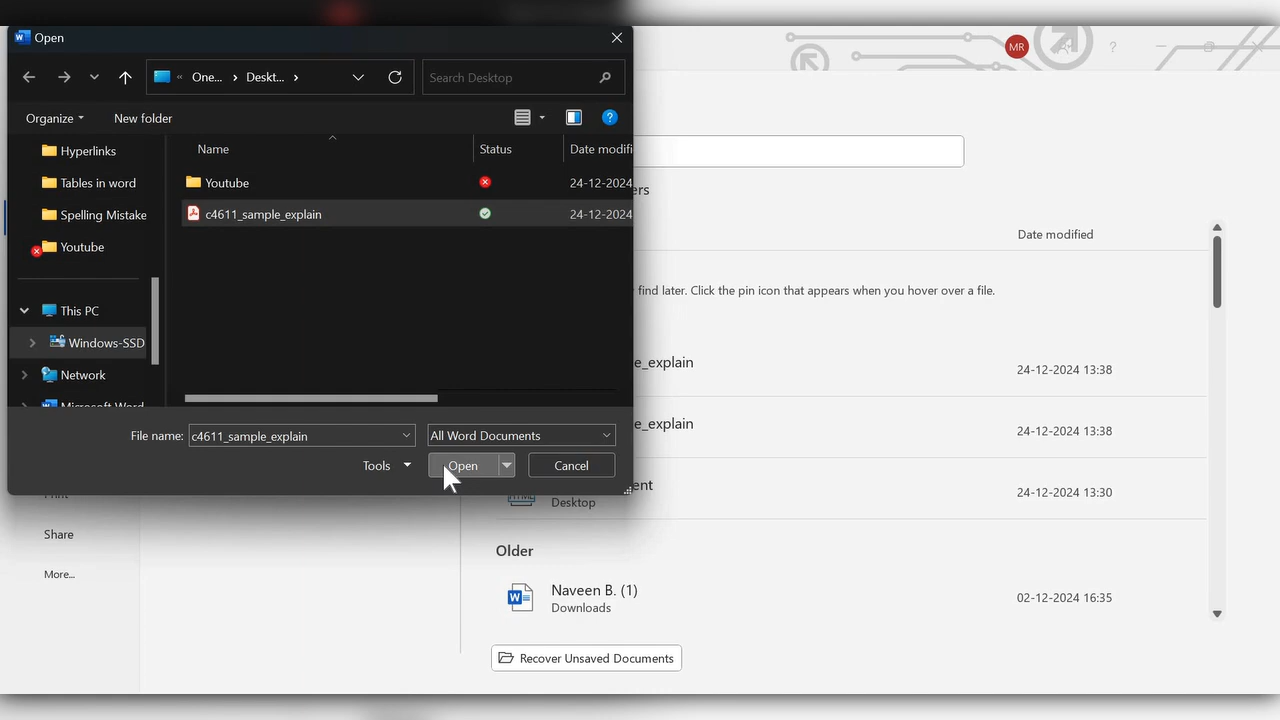 Open
MR
?
One...
Deskt...
Search Desktop
Organize
New folder
?
Hyperlinks
Tables in word
Spelling Mistake
Youtube
This PC
Windows-SSD
Network
Microsoft Word
Name
Status
Date modifi
Youtube
24-12-2024
c4611_sample_explain
24-12-2024
File name:
c4611_sample_explain
All Word Documents
Tools
Open
Cancel
ers
Date modified
find later. Click the pin icon that appears when you hover over a file.
e_explain
24-12-2024 13:38
e_explain
24-12-2024 13:38
ent
Desktop
24-12-2024 13:30
Older
Naveen B. (1)
Downloads
02-12-2024 16:35
Print
Share
More...
Recover Unsaved Documents